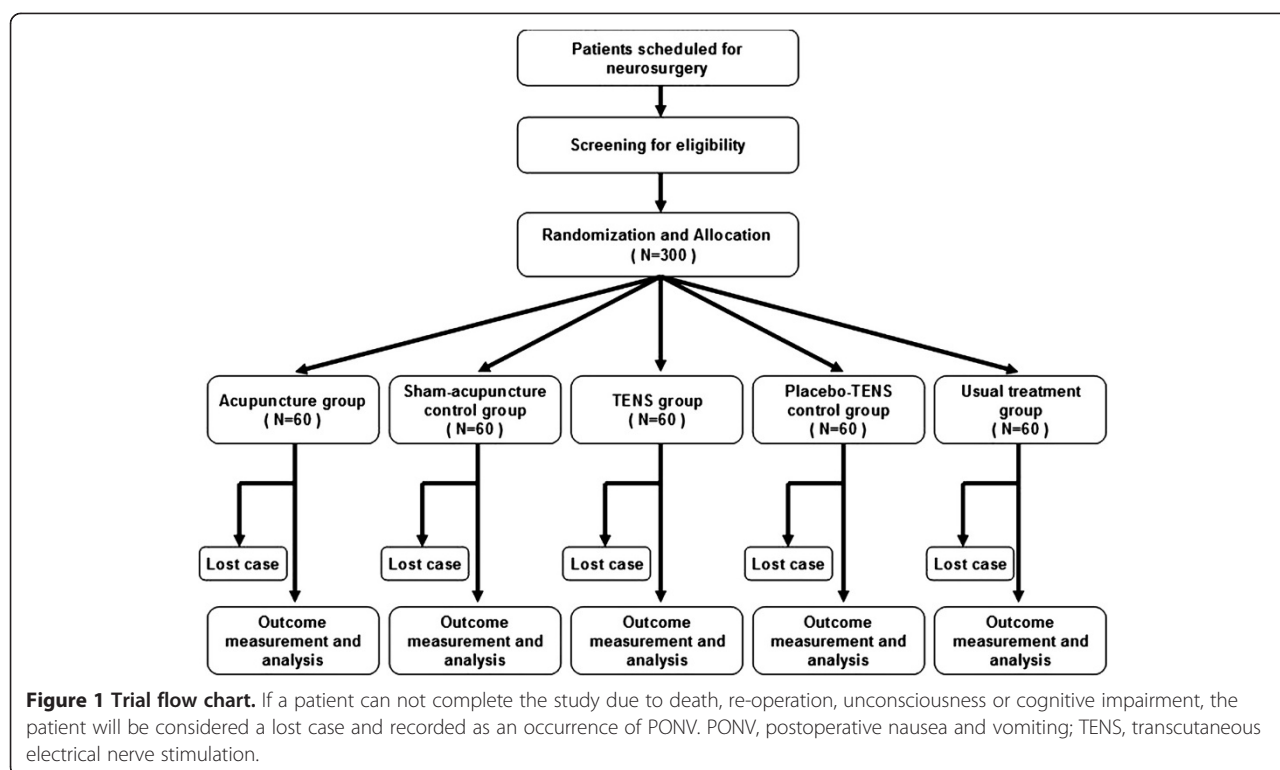 Patients scheduled for
neurosurgery
Screening for eligibility
Randomization and Allocation
( N=300 )
Acupuncture group
( N=60 )
Sham-acupuncture
control group
( N=60 )
TENS group
( N=60 )
Placebo-TENS
control group
( N=60 )
Usual treatment
group
( N=60 )
Lost case
Lost case
Lost case
Lost case
Lost case
Outcome
measurement and
analysis
Outcome
measurement and
analysis
Outcome
measurement and
analysis
Outcome
measurement and
analysis
Outcome
measurement and
analysis
Figure 1 Trial flow chart. If a patient can not complete the study due to death, re-operation, unconsciousness or cognitive impairment, the
patient will be considered a lost case and recorded as an occurrence of PONV. PONV, postoperative nausea and vomiting; TENS, transcutaneous
electrical nerve stimulation.